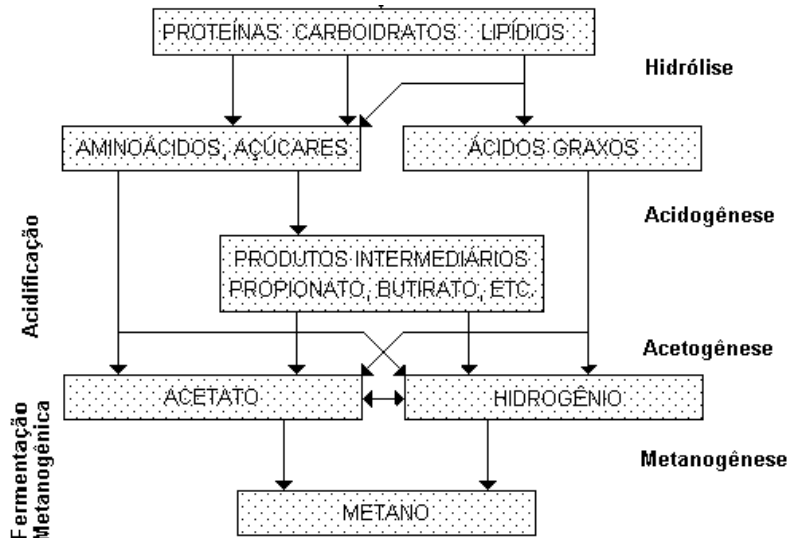 PROTEÍNAS CARBOIDRATOS LIPÍDIOS
Hidrólise
AMINOÁCIDOS, AÇÚCARES
ÁCIDOS GRAXOS
Acidogênese
Acidificação
PRODUTOS INTERMEDIÁRIOS
PROPIONATO, BUTIRATO, ETC.
Acetogênese
ACETATO
HIDROGÊNIO
Fermentação
Metanogênica
Metanogênese
METANO